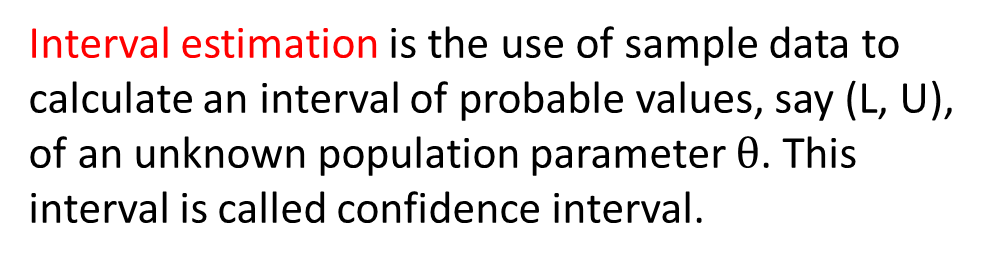 Interval estimation is the use of sample data to
calculate an interval of probable values, say (L, U),
of an unknown population parameter θ. This
interval is called confidence interval.